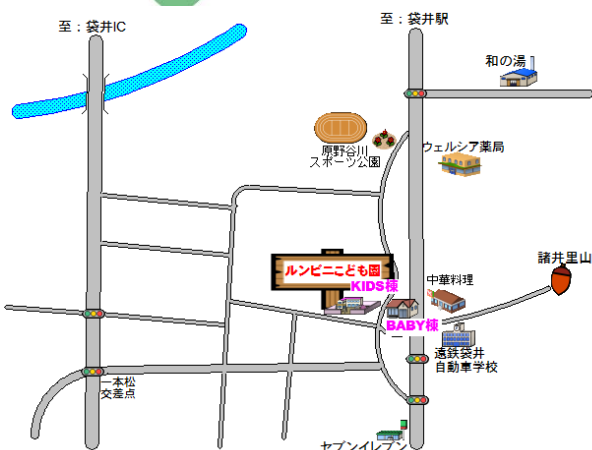 至：袋井IC
至：袋井駅
和の湯
原野谷川
スポーツ公園
ウェルシア薬局
諸井里山
ルンビニこども園
KIDS棟
中華料理
BABY棟
遠鉄袋井
自動車学校
一本松
交差点
セブンイレブン